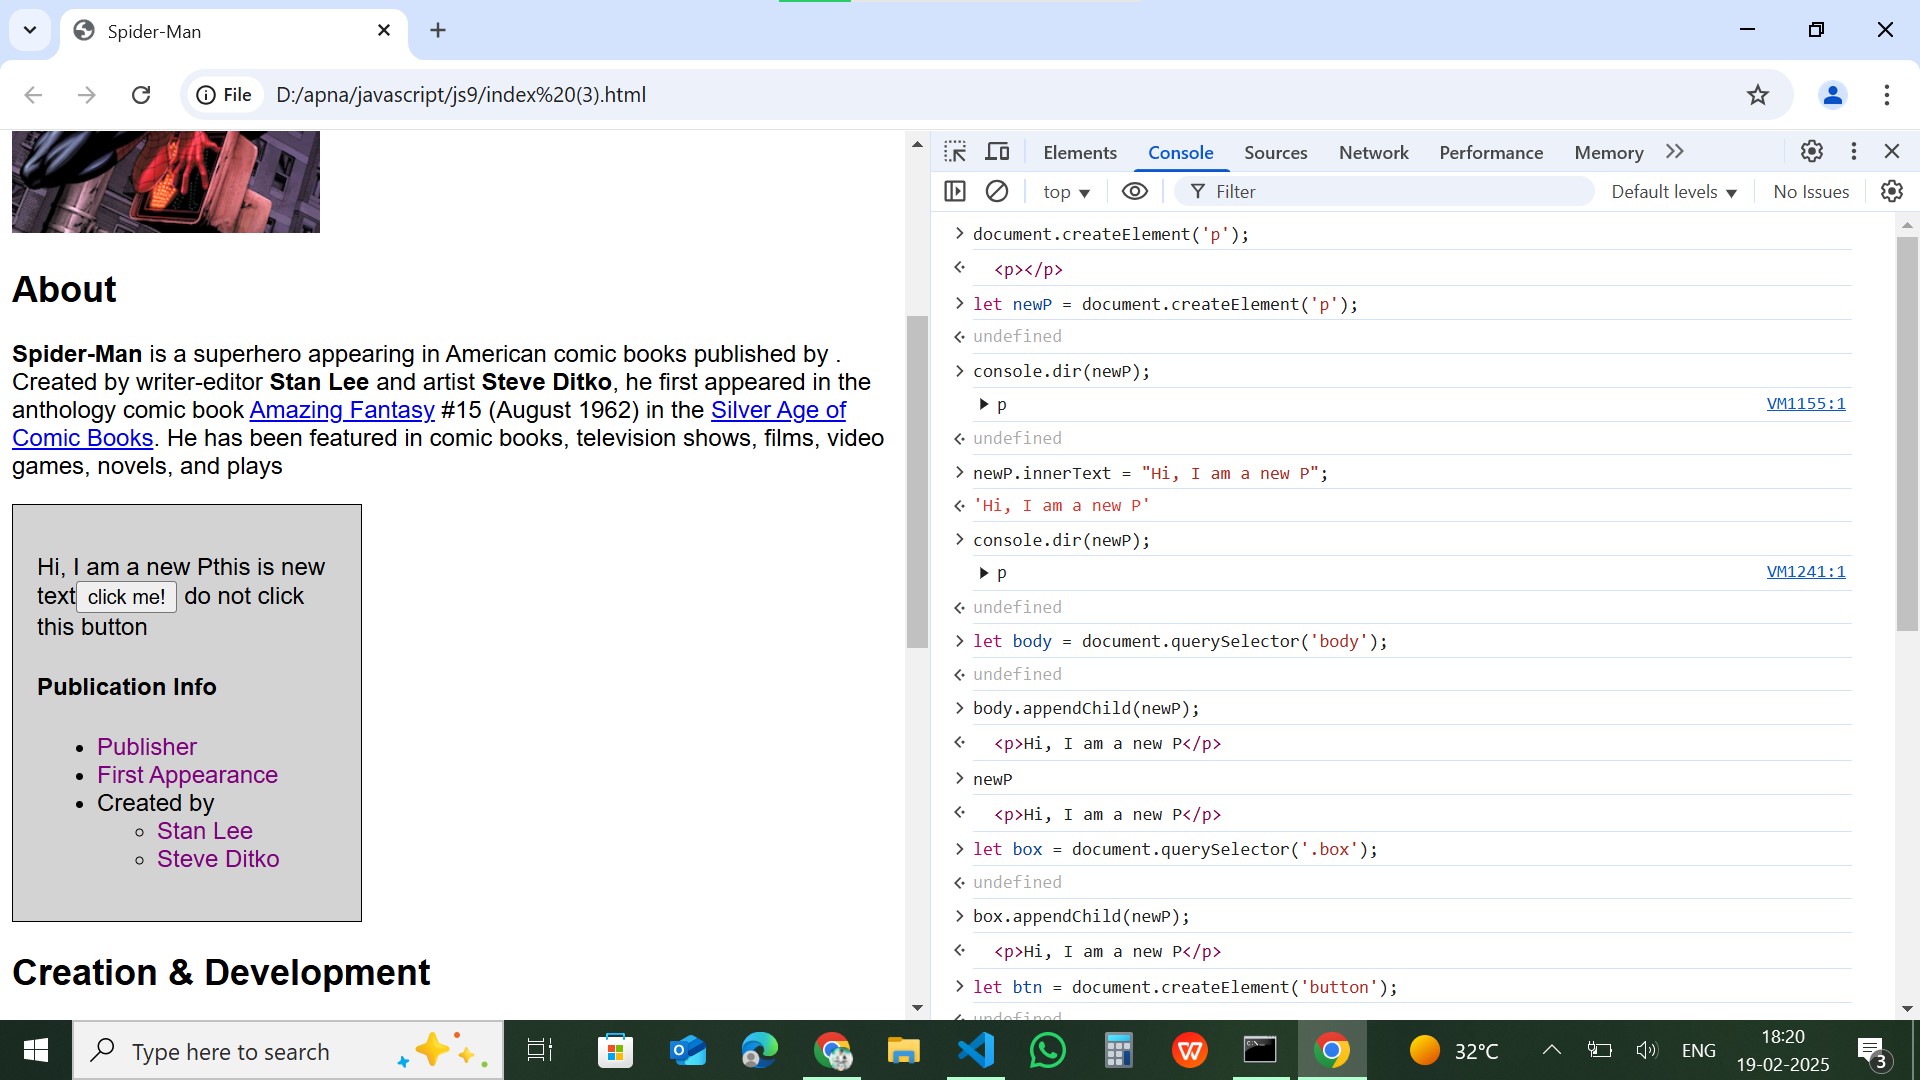 Spider-Man
File D:/apna/javascript/js9/index%20(3).html
About
Spider-Man is a superhero appearing in American comic books published by .
Created by writer-editor Stan Lee and artist Steve Ditko, he first appeared in the
anthology comic book Amazing Fantasy #15 (August 1962) in the Silver Age of
Comic Books. He has been featured in comic books, television shows, films, video
games, novels, and plays
Hi, I am a new Pthis is new
text click me! do not click
this button
Publication Info
Publisher
First Appearance
Created by
Stan Lee
Steve Ditko
Creation & Development
Elements Console Sources Network Performance Memory
top Filter Default levels No Issues
document.createElement('p');
<p></p>
let newP = document.createElement('p');
undefined
console.dir(newP);
p VM1155:1
undefined
newP.innerText = "Hi, I am a new P";
'Hi, I am a new P'
console.dir(newP);
p VM1241:1
undefined
let body = document.querySelector('body');
undefined
body.appendChild(newP);
<p>Hi, I am a new P</p>
newP
<p>Hi, I am a new P</p>
let box = document.querySelector('.box');
undefined
box.appendChild(newP);
<p>Hi, I am a new P</p>
let btn = document.createElement('button');
undefined
Type here to search
32°C
ENG
18:20
19-02-2025
3